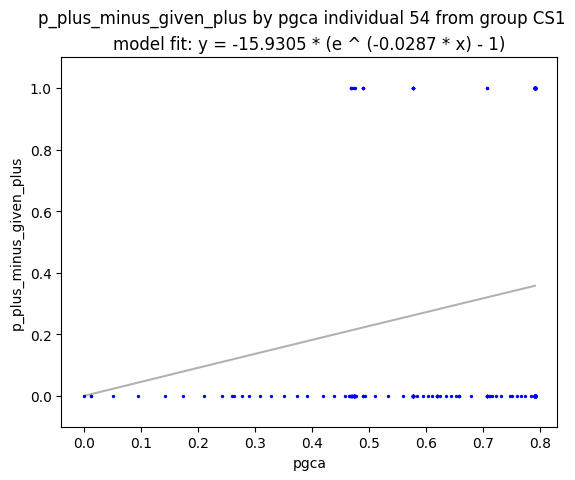 p_plus_minus_given_plus by pgca individual 54 from group CS1
model fit: y = -15.9305 * (e ^ (-0.0287 * x) - 1)
1.0
0.8
0.6
0.4
0.2
0.0
p_plus_minus_given_plus
0.0 0.1 0.2 0.3 0.4 0.5 0.6 0.7 0.8
pgca